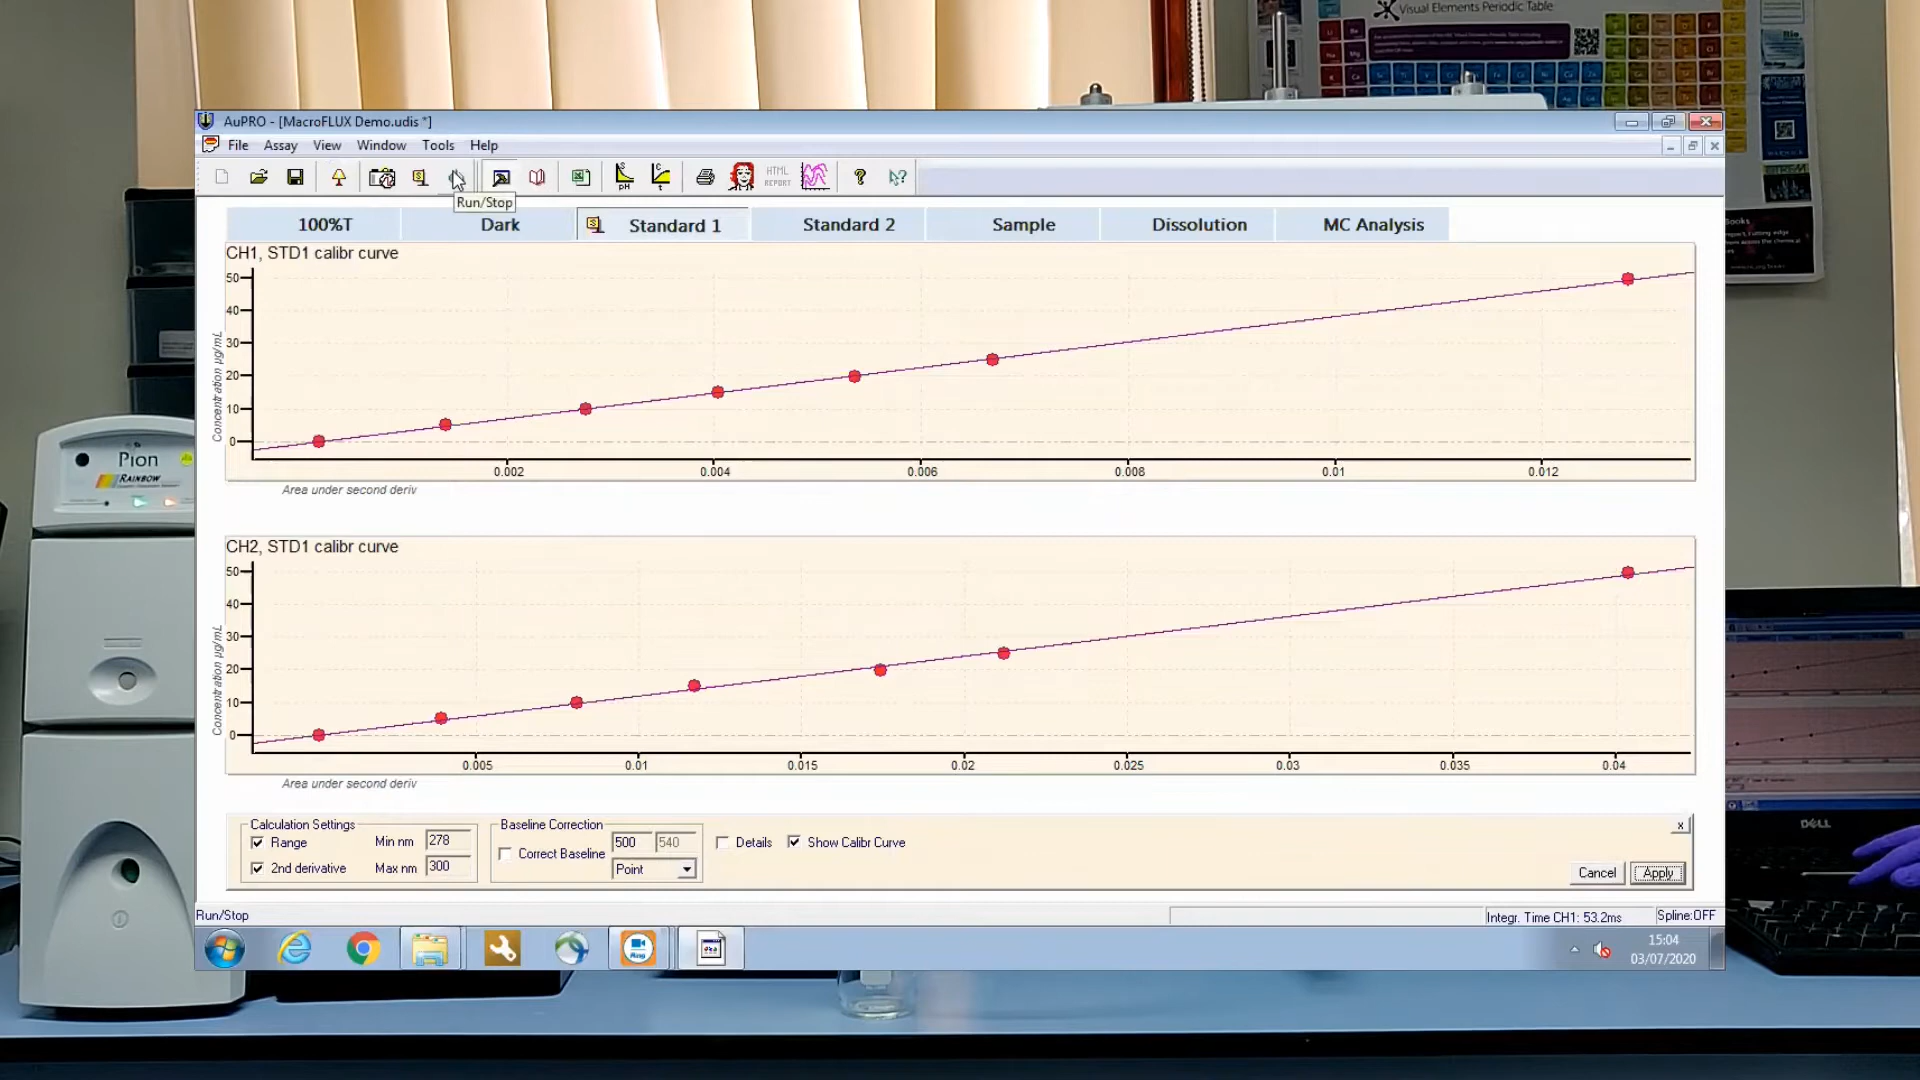 Visual Elements Periodic Table
AuPRO - [MacroFLUX Demo.udis *]
File Assay View Window Tools Help
pH
t
HTML
REPORT
Run/Stop
100%T Dark Standard 1 Standard 2 Sample Dissolution MC Analysis
CH1, STD1 calibr curve
Concentration µg/mL
50
40
30
20
10
0
0.002 0.004 0.006 0.008 0.01 0.012
Area under second deriv
CH2, STD1 calibr curve
Concentration µg/mL
50
40
30
20
10
0
0.005 0.01 0.015 0.02 0.025 0.03 0.035 0.04
Area under second deriv
Calculation Settings
Range Min nm 278
2nd derivative Max nm 300
Baseline Correction
Correct Baseline 500 540
Point
Details Show Calibr Curve
x
Cancel Apply
Run/Stop Integr. Time CH1: 53.2ms Spline:OFF
15:04
03/07/2020
Pion
RAINBOW
DELL